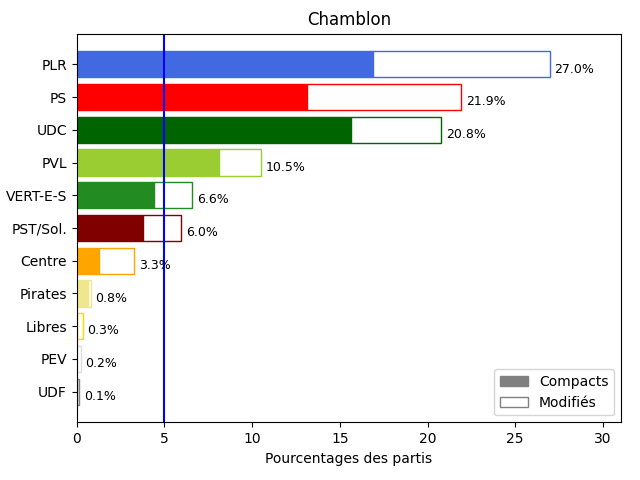 Chamblon
PLR 27.0%
PS 21.9%
UDC 20.8%
PVL 10.5%
VERT-E-S 6.6%
PST/Sol. 6.0%
Centre 3.3%
Pirates 0.8%
Libres 0.3%
PEV 0.2%
UDF 0.1%
Compacts
Modifiés
0 5 10 15 20 25 30
Pourcentages des partis